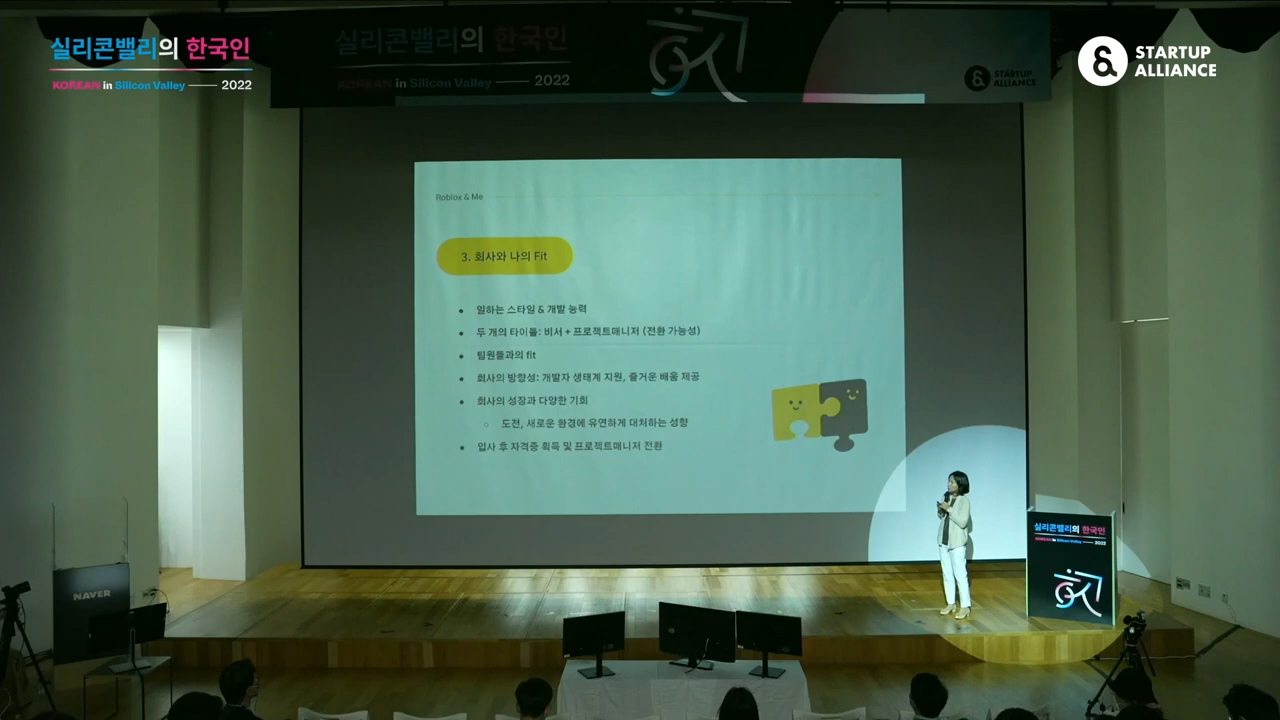 실리콘밸리의 한국인
KOREAN in Silicon Valley 2022
STARTUP
ALLIANCE
실리콘밸리의 한국인
KOREAN in Silicon Valley 2022
STARTUP
ALLIANCE
Roblox & Me
3. 회사와 나의 Fit
일하는 스타일 & 개발 능력
두 개의 타이틀: 비서 + 프로젝트매니저 (전환 가능성)
팀원들과의 fit
회사의 방향성: 개발자 생태계 지원, 즐거운 배움 제공
회사의 성장과 다양한 기회
도전, 새로운 환경에 유연하게 대처하는 성향
입사 후 자격증 획득 및 프로젝트매니저 전환
실리콘밸리의 한국인
KOREAN in Silicon Valley 2022
NAVER